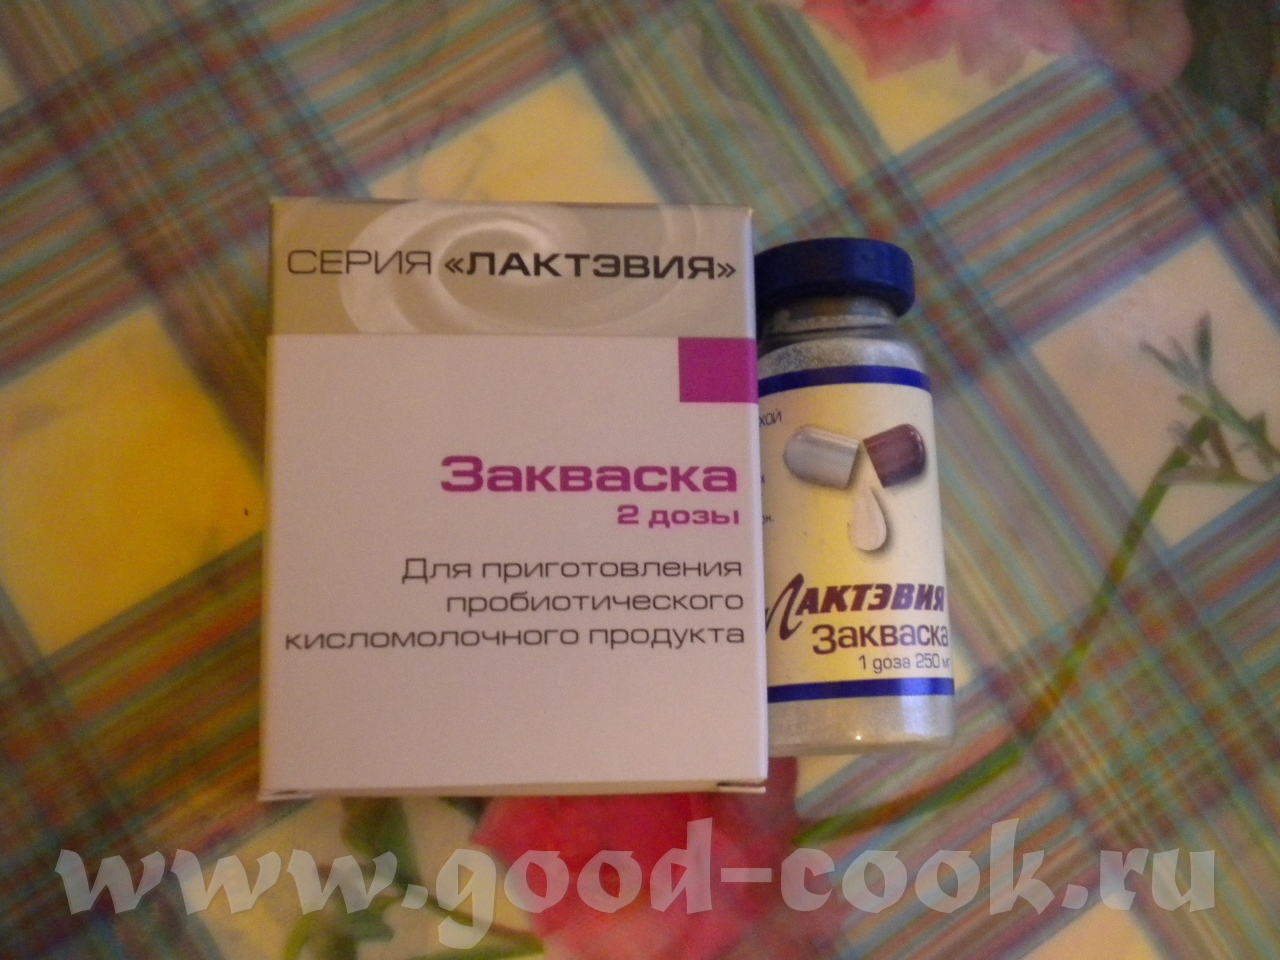 СЕРИЯ «ЛАКТЭВИЯ»
Закваска
2 дозы
Для приготовления
пробиотического
кисломолочного продукта
ЛАКТЭВИЯ
Закваска
1 доза 250 мг
www.good-cook.ru